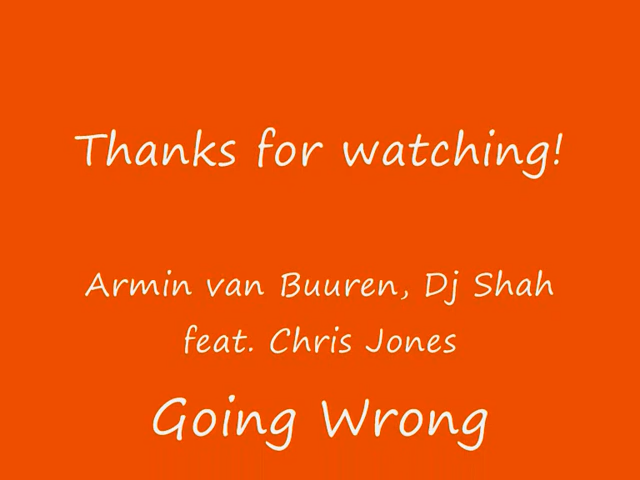 Thanks for watching!
Armin van Buuren, Dj Shah
feat. Chris Jones
Going Wrong